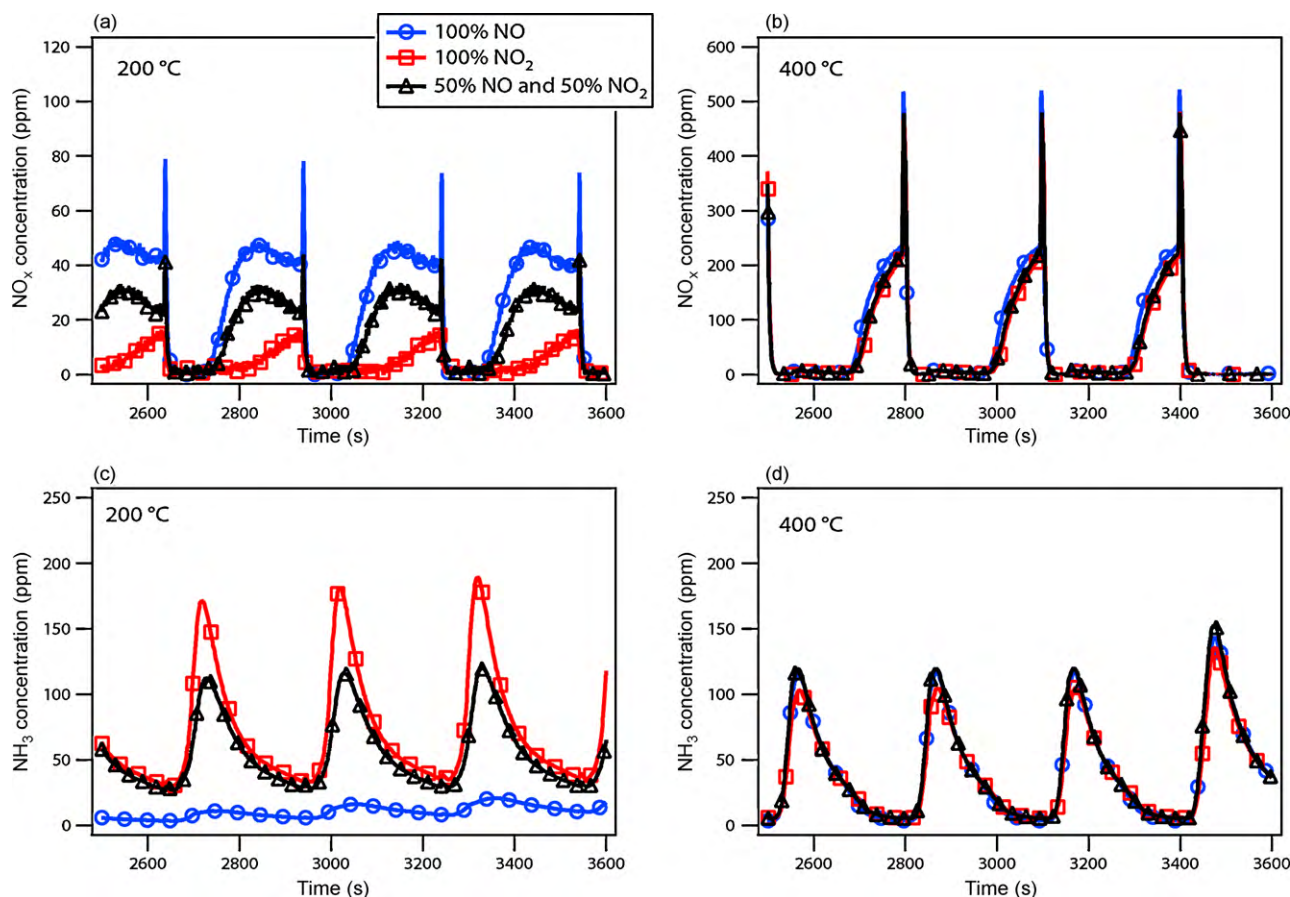 (a)
100% NO
100% NO2
50% NO and 50% NO2
200 °C
NOx concentration (ppm)
120
100
80
60
40
20
0
2600
2800
3000
3200
3400
3600
Time (s)
(b)
400 °C
NOx concentration (ppm)
600
500
400
300
200
100
0
2600
2800
3000
3200
3400
3600
Time (s)
(c)
200 °C
NH3 concentration (ppm)
250
200
150
100
50
0
2600
2800
3000
3200
3400
3600
Time (s)
(d)
400 °C
NH3 concentration (ppm)
250
200
150
100
50
0
2600
2800
3000
3200
3400
3600
Time (s)